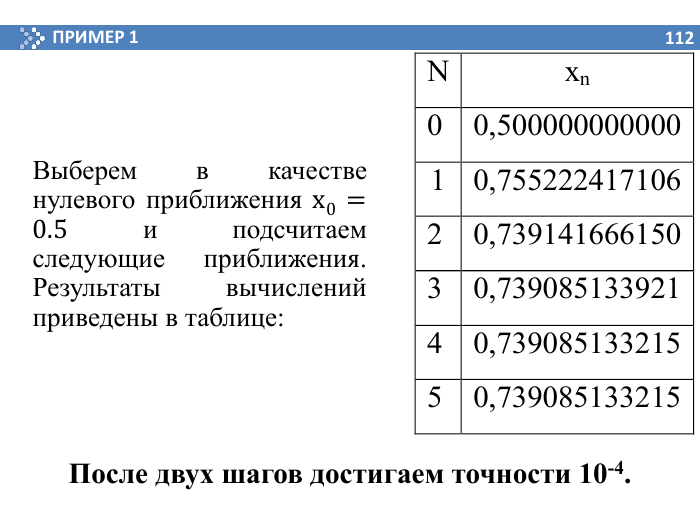 ПРИМЕР 1
112
Выберем в качестве
нулевого приближения x₀ =
0.5 и подсчитаем
следующие приближения.
Результаты вычислений
приведены в таблице:
N xₙ
0 0,500000000000
1 0,755222417106
2 0,739141666150
3 0,739085133921
4 0,739085133215
5 0,739085133215
После двух шагов достигаем точности 10⁻⁴.